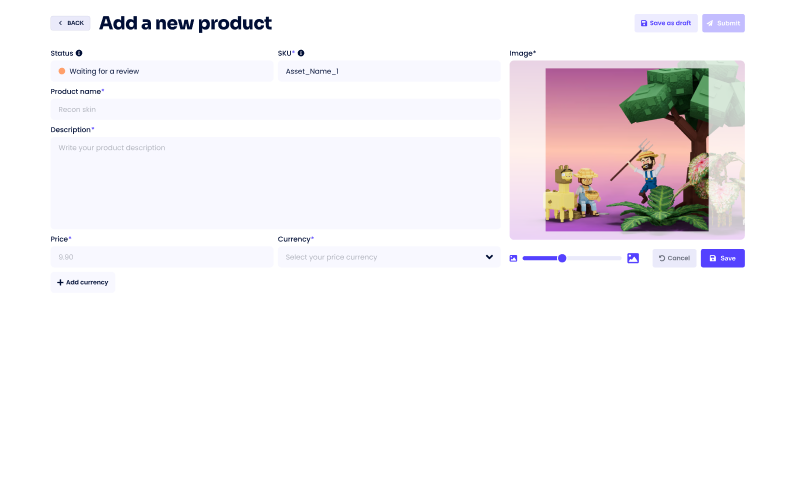 BACK
Add a new product
Save as draft
Submit
Status
SKU*
Image*
Waiting for a review
Asset_Name_1
Product name*
Recon skin
Description*
Write your product description
Price*
Currency*
9.90
Select your price currency
Cancel
Save
Add currency